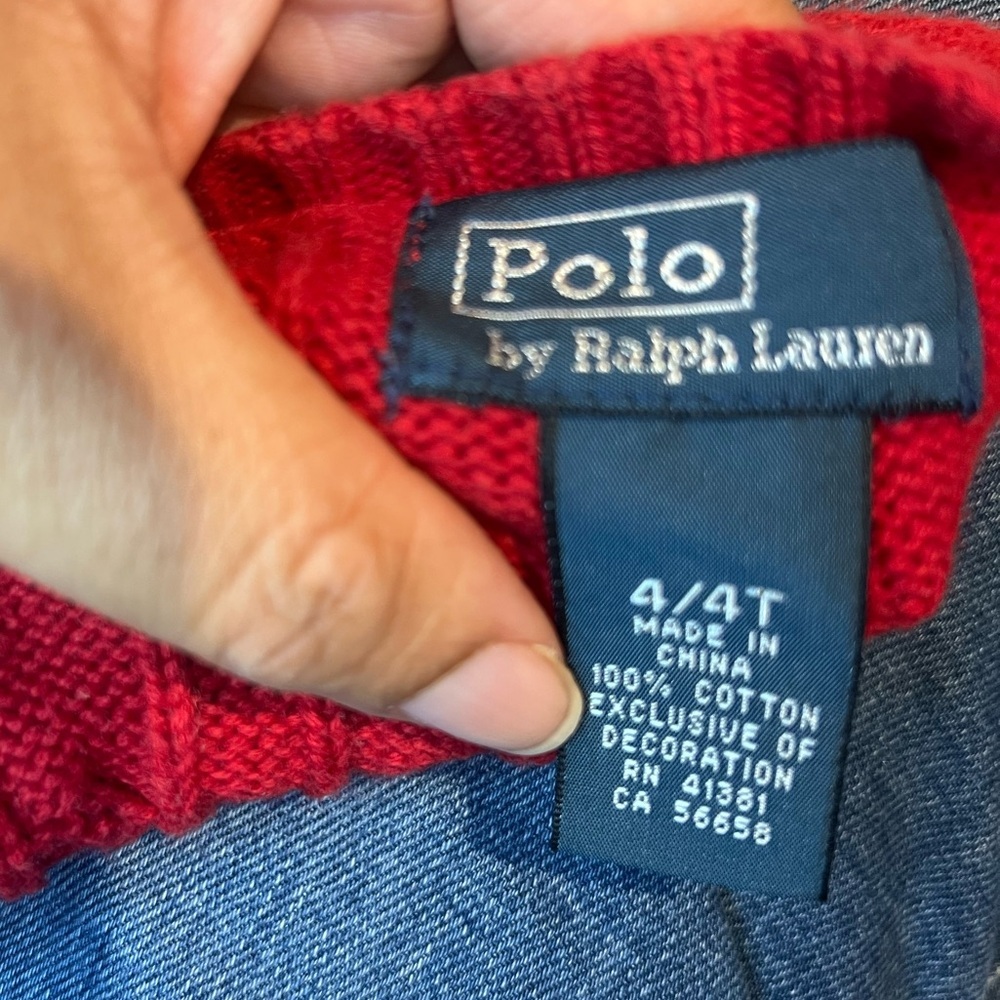 Polo
by Ralph Lauren
4/4T
MADE IN
CHINA
100% COTTON
EXCLUSIVE OF
DECORATION
RN 41381
CA 56658